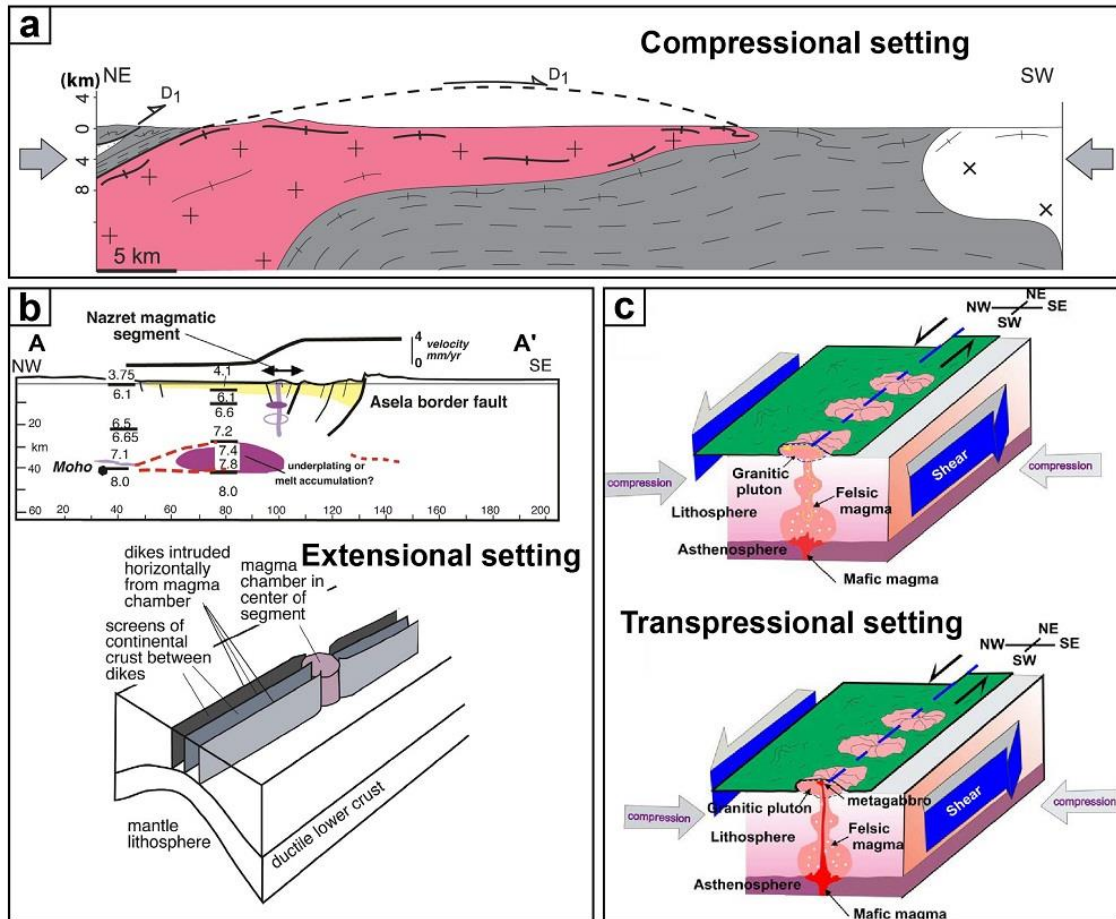 a
Compressional setting
(km) NE
SW
D1
D1
4
0
4
8
5 km
b
Nazret magmatic
segment
A
A'
NW
SE
4
0
velocity
mm/yr
3.75
4.1
6.1
6.1
6.6
Asela border fault
20
6.5
6.65
km
7.2
7.1
7.4
7.8
Moho
40
8.0
8.0
underplating or
melt accumulation?
60 20 40 60 80 100 120 140 160 180 200
Extensional setting
dikes intruded
horizontally
from magma
chamber
magma
chamber in
center of
segment
screens of
continental
crust between
dikes
mantle
lithosphere
ductile lower crust
c
NE
NW
SE
SW
compression
compression
Shear
Granitic
pluton
Felsic
magma
Lithosphere
Asthenosphere
Mafic magma
Transpressional setting
NE
NW
SE
SW
compression
compression
Shear
Granitic pluton
metagabbro
Lithosphere
Felsic
magma
Asthenosphere
Mafic magma